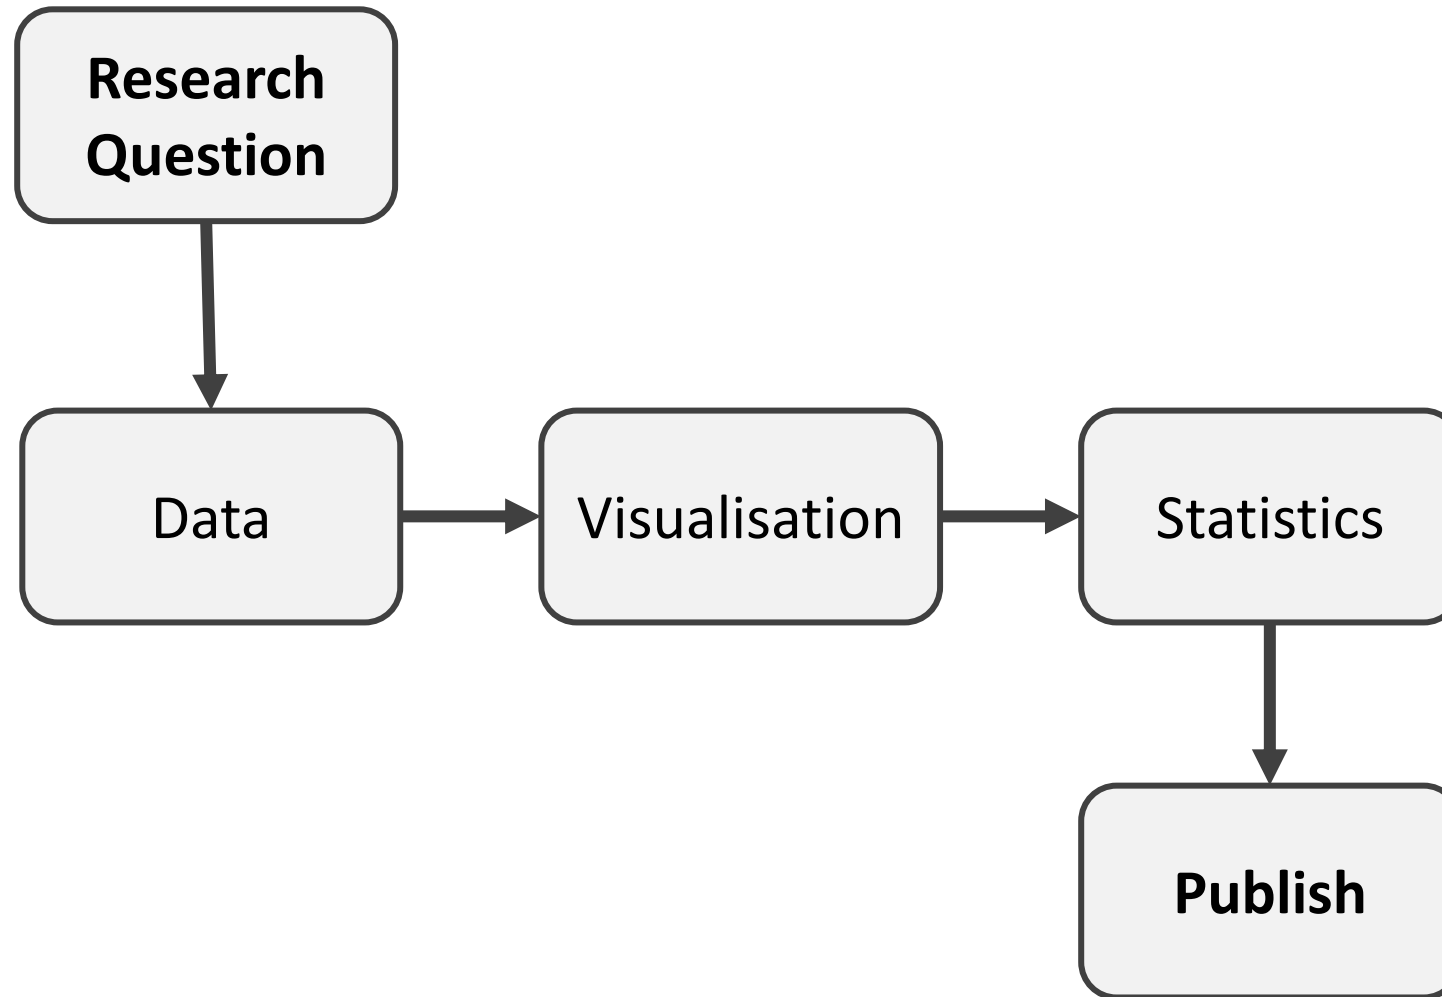 Research
Question
Data
Visualisation
Statistics
Publish